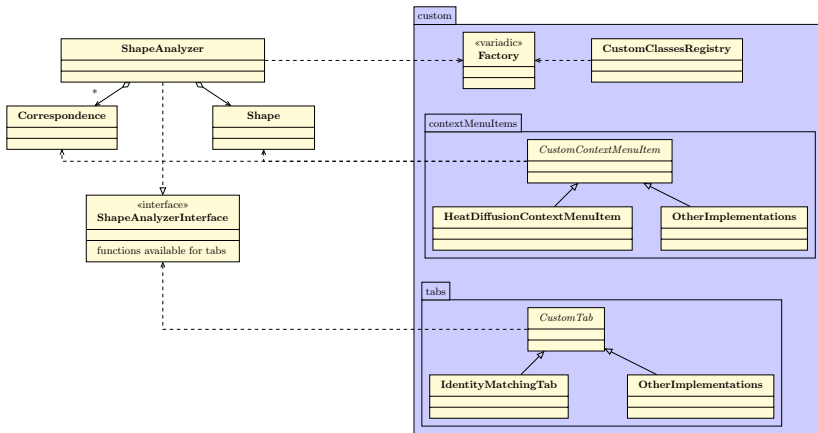 custom
ShapeAnalyzer
«variadic»
Factory
CustomClassesRegistry
*
Correspondence
Shape
contextMenuItems
CustomContextMenuItem
«interface»
ShapeAnalyzerInterface
functions available for tabs
HeatDiffusionContextMenuItem
OtherImplementations
tabs
CustomTab
IdentityMatchingTab
OtherImplementations